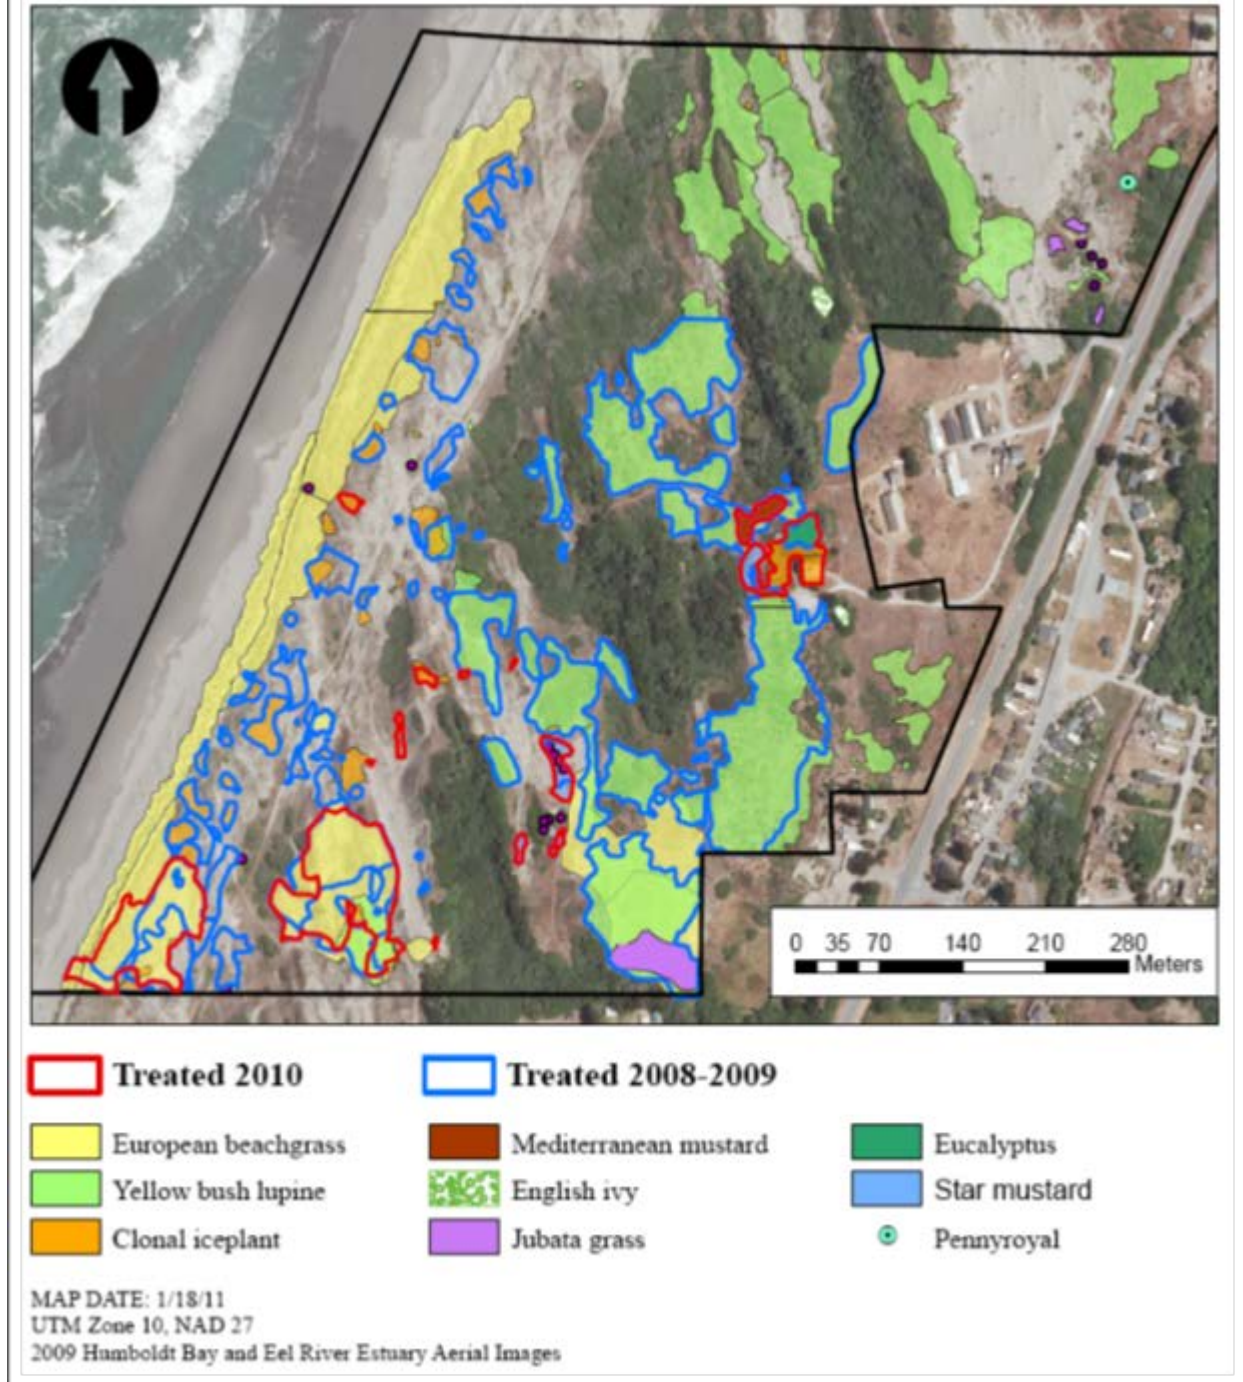 0 35 70 140 210 280
Meters
Treated 2010 Treated 2008-2009
European beachgrass Mediterranean mustard Eucalyptus
Yellow bush lupine English ivy Star mustard
Clonal iceplant Jubata grass Pennyroyal
MAP DATE: 1/18/11
UTM Zone 10, NAD 27
2009 Humboldt Bay and Eel River Estuary Aerial Images